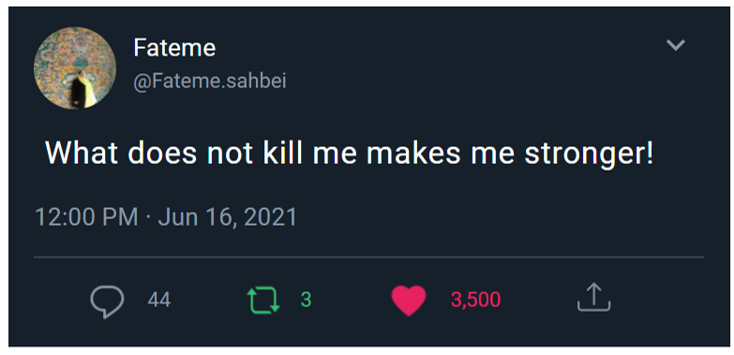 Fateme
@Fateme.sahbei
What does not kill me makes me stronger!
12:00 PM · Jun 16, 2021
44 3 3,500